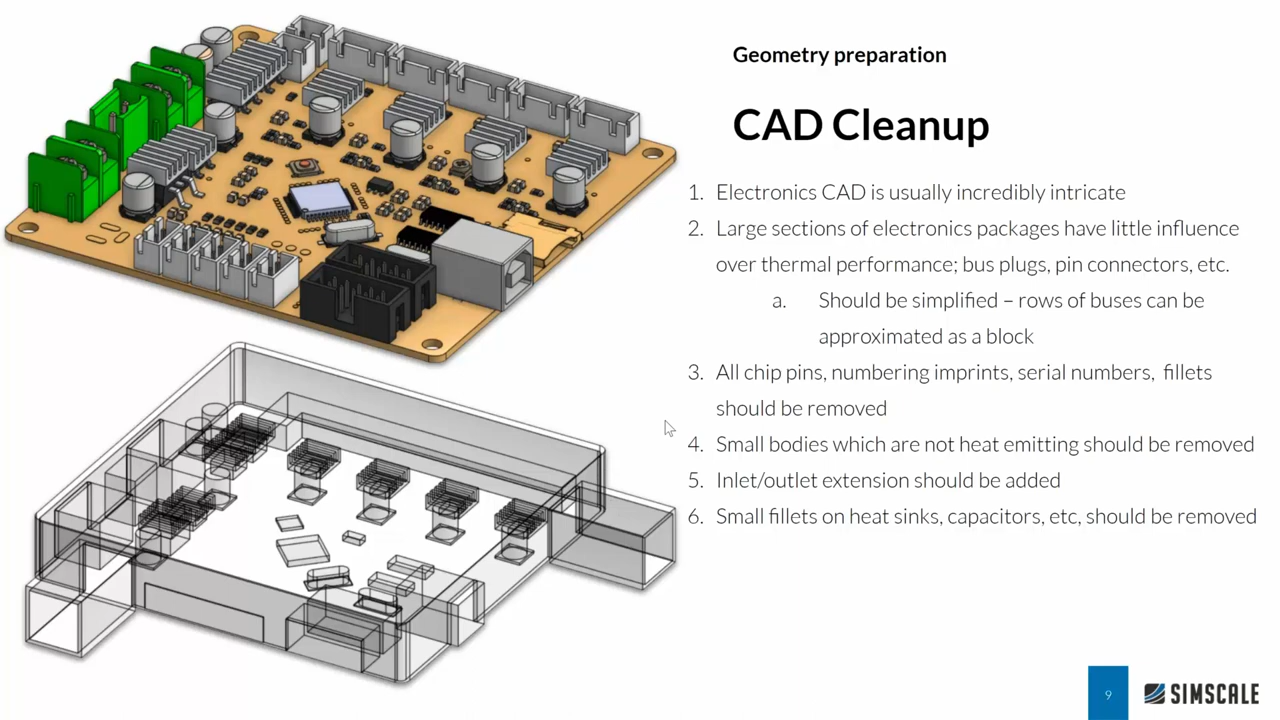 Geometry preparation
CAD Cleanup
1. Electronics CAD is usually incredibly intricate
2. Large sections of electronics packages have little influence
over thermal performance; bus plugs, pin connectors, etc.
a. Should be simplified – rows of buses can be
approximated as a block
3. All chip pins, numbering imprints, serial numbers, fillets
should be removed
4. Small bodies which are not heat emitting should be removed
5. Inlet/outlet extension should be added
6. Small fillets on heat sinks, capacitors, etc, should be removed
9
SIMSCALE